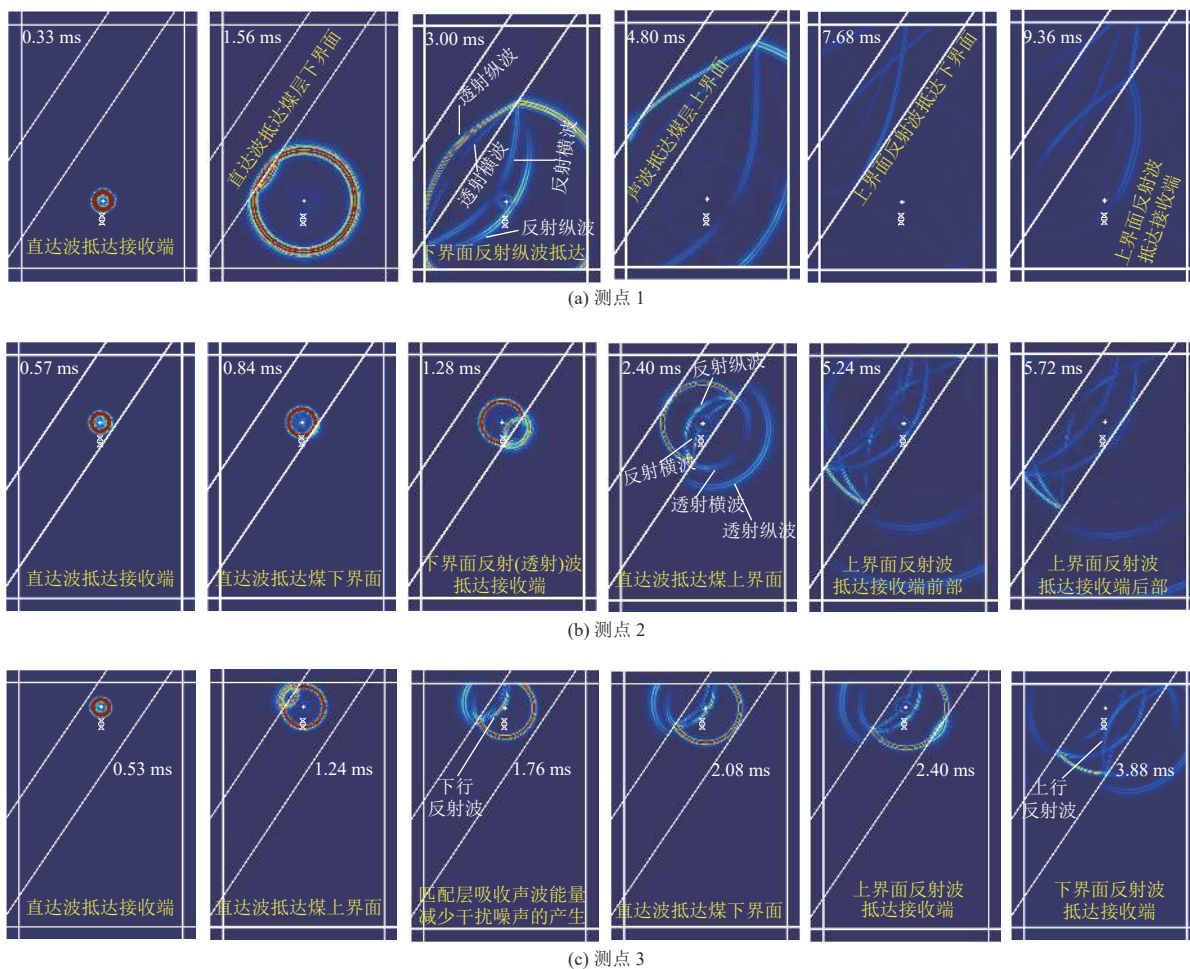 0.33 ms
直达波抵达接收端
1.56 ms
直达波抵达煤层下界面
3.00 ms
透射纵波
透射横波
反射横波
反射纵波
下界面反射纵波抵达
4.80 ms
声波抵达煤层上界面
7.68 ms
上界面反射波抵达下界面
9.36 ms
上界面反射波
抵达接收端
(a) 测点 1
0.57 ms
直达波抵达接收端
0.84 ms
直达波抵达煤下界面
1.28 ms
下界面反射(透射)波
抵达接收端
2.40 ms
反射纵波
反射横波
透射横波
透射纵波
直达波抵达煤上界面
5.24 ms
上界面反射波
抵达接收端前部
5.72 ms
上界面反射波
抵达接收端后部
(b) 测点 2
0.53 ms
直达波抵达接收端
1.24 ms
直达波抵达煤上界面
1.76 ms
下行
反射波
匹配层吸收声波能量
减少干扰噪声的产生
2.08 ms
直达波抵达煤下界面
2.40 ms
上界面反射波
抵达接收端
3.88 ms
上行
反射波
下界面反射波
抵达接收端
(c) 测点 3